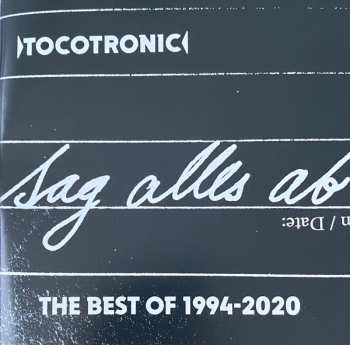 TOCOTRONIC
sag alles ab
n / Date:
THE BEST OF 1994-2020